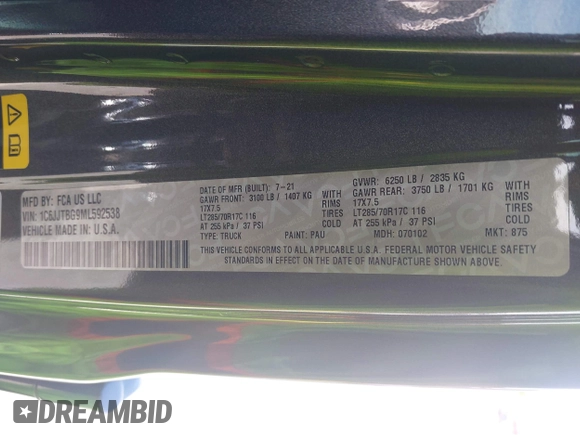 MFD BY: FCA US LLC
VIN: 1C6JJTBG9ML592538
VEHICLE MADE IN: U.S.A.
DATE OF MFR (BUILT): 7-21
GAWR FRONT: 3100 LB / 1407 KG
17X7.5
LT285/70R17C 116
AT 255 kPa / 37 PSI
TYPE: TRUCK
WITH
RIMS
TIRES
COLD
PAINT: PAU
GVWR: 6250 LB / 2835 KG
GAWR REAR: 3750 LB / 1701 KG
17X7.5
LT285/70R17C 116
AT 255 kPa / 37 PSI
MDH: 070102
WITH
RIMS
TIRES
COLD
MKT: 875
THIS VEHICLE CONFORMS TO ALL APPLICABLE U.S.A. FEDERAL MOTOR VEHICLE SAFETY
STANDARDS IN EFFECT ON THE DATE OF MANUFACTURE SHOWN ABOVE.
DREAMBID